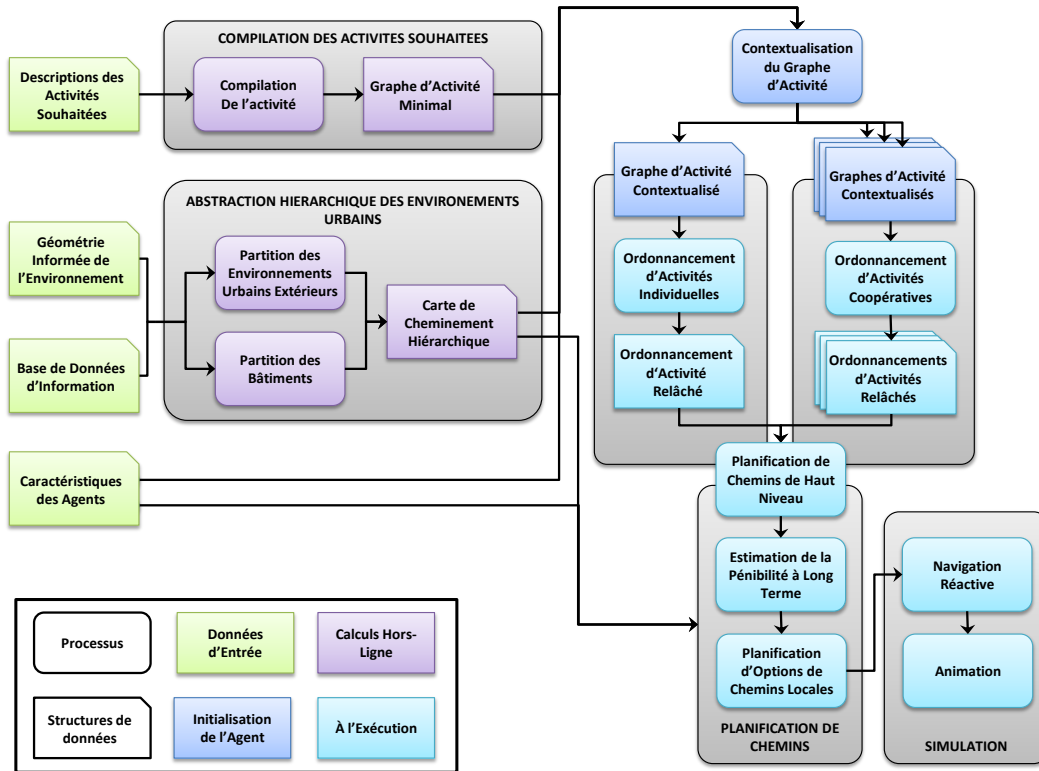 COMPILATION DES ACTIVITES SOUHAITEES
Descriptions des
Activités
Souhaitées
Compilation
De l'activité
Graphe d'Activité
Minimal
Contextualisation
du Graphe
d'Activité
ABSTRACTION HIERARCHIQUE DES ENVIRONEMENTS
URBAINS
Géométrie
Informée de
l'Environnement
Base de Données
d'Information
Partition des
Environnements
Urbains Extérieurs
Partition des
Bâtiments
Carte de
Cheminement
Hiérarchique
Caractéristiques
des Agents
Graphe d'Activité
Contextualisé
Ordonnancement
d'Activités
Individuelles
Ordonnancement
d'Activité
Relâché
Graphes d'Activité
Contextualisés
Ordonnancement
d'Activités
Coopératives
Ordonnancements
d'Activités
Relâchés
Planification de
Chemins de Haut
Niveau
Estimation de la
Pénibilité à Long
Terme
Planification
d'Options de
Chemins Locales
PLANIFICATION DE
CHEMINS
Navigation
Réactive
Animation
SIMULATION
Processus
Données
d'Entrée
Calculs Hors-
Ligne
Structures de
données
Initialisation
de l'Agent
À l'Exécution